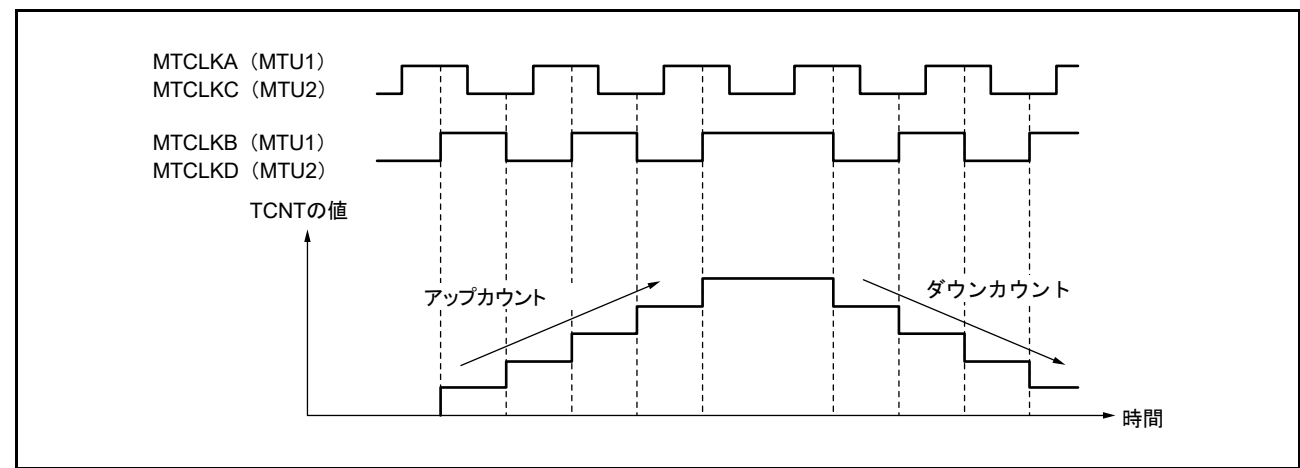 MTCLKA（MTU1）
MTCLKC（MTU2）
MTCLKB（MTU1）
MTCLKD（MTU2）
TCNTの値
アップカウント
ダウンカウント
時間